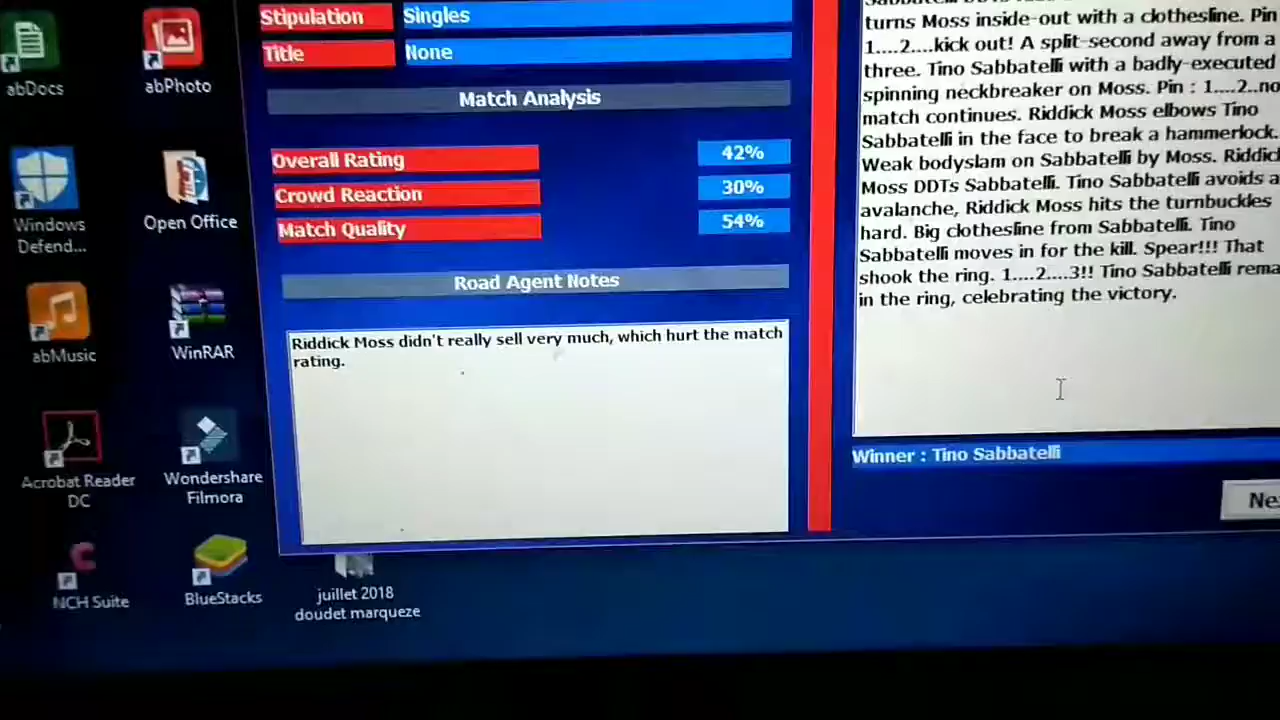 abDocs
abPhoto
Windows
Defend...
Open Office
abMusic
WinRAR
Acrobat Reader
DC
Wondershare
Filmora
NCH Suite
BlueStacks
juillet 2018
doudet marqueze
Stipulation Singles
Title None
Match Analysis
Overall Rating 42%
Crowd Reaction 30%
Match Quality 54%
Road Agent Notes
Riddick Moss didn't really sell very much, which hurt the match
rating.
turns Moss inside-out with a clothesline. Pin
1....2....kick out! A split-second away from a
three. Tino Sabbatelli with a badly-executed
spinning neckbreaker on Moss. Pin : 1....2..no
match continues. Riddick Moss elbows Tino
Sabbatelli in the face to break a hammerlock.
Weak bodyslam on Sabbatelli by Moss. Riddic
Moss DDTs Sabbatelli. Tino Sabbatelli avoids a
avalanche, Riddick Moss hits the turnbuckles
hard. Big clothesline from Sabbatelli. Tino
Sabbatelli moves in for the kill. Spear!!! That
shook the ring. 1....2....3!! Tino Sabbatelli rema
in the ring, celebrating the victory.
Winner : Tino Sabbatelli
Ne